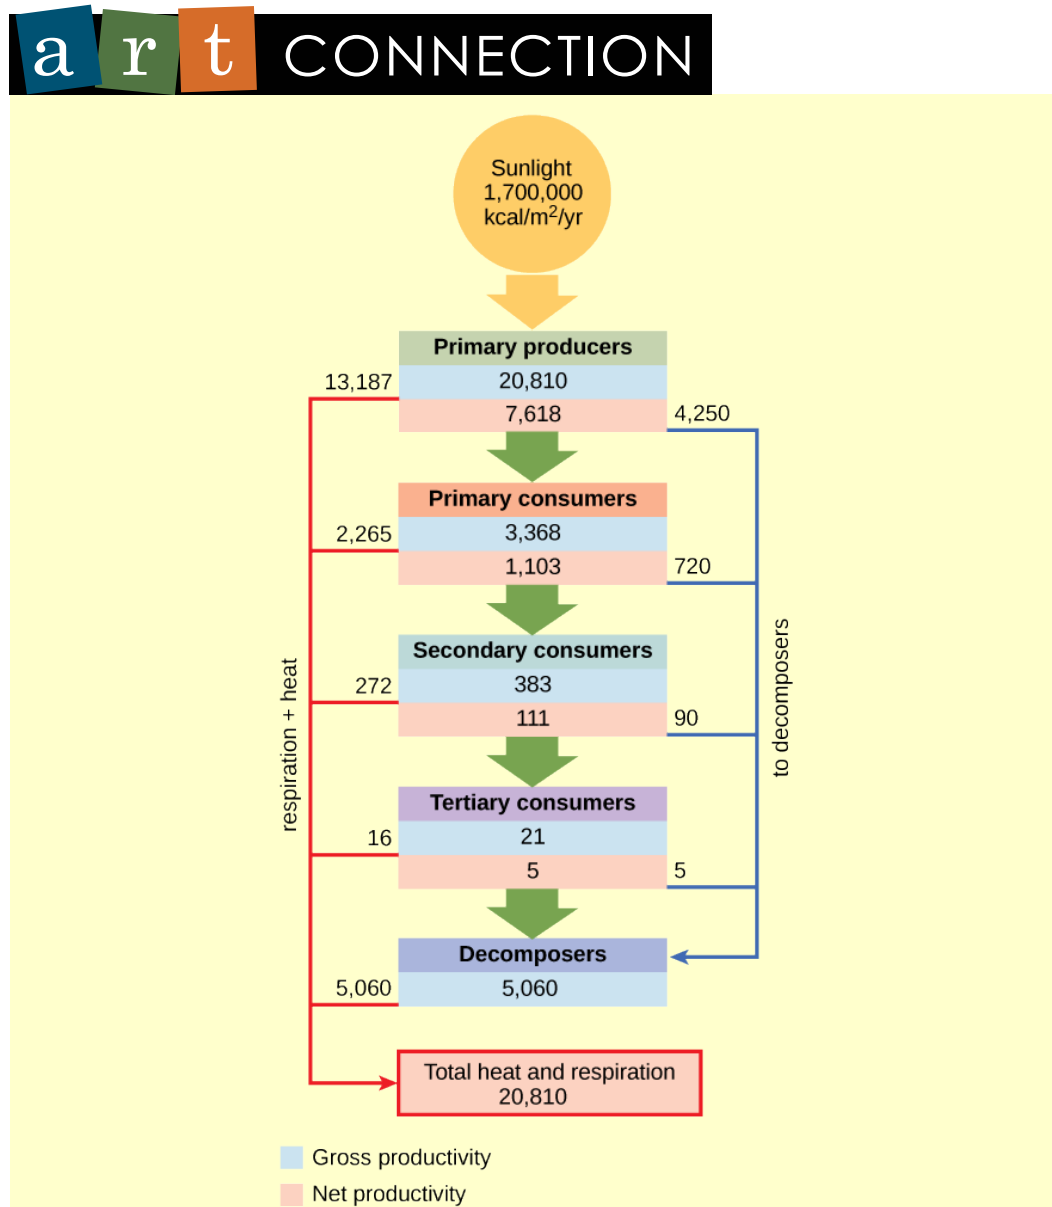 art CONNECTION
Sunlight
1,700,000
kcal/m²/yr
Primary producers
13,187
20,810
7,618
4,250
Primary consumers
2,265
3,368
1,103
720
Secondary consumers
272
383
111
90
Tertiary consumers
16
21
5
5
respiration + heat
to decomposers
Decomposers
5,060
5,060
Total heat and respiration
20,810
Gross productivity
Net productivity